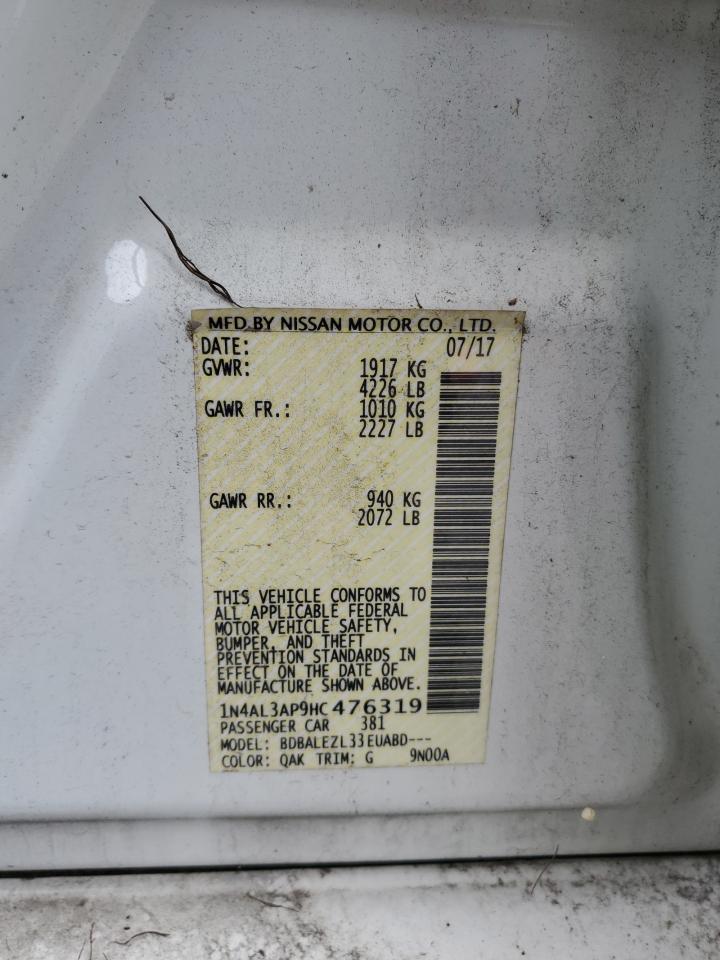 MFD BY NISSAN MOTOR CO., LTD.
DATE: 07/17
GVWR: 1917 KG
4226 LB
GAWR FR.: 1010 KG
2227 LB
GAWR RR.: 940 KG
2072 LB
THIS VEHICLE CONFORMS TO
ALL APPLICABLE FEDERAL
MOTOR VEHICLE SAFETY,
BUMPER, AND THEFT
PREVENTION STANDARDS IN
EFFECT ON THE DATE OF
MANUFACTURE SHOWN ABOVE.
1N4AL3AP9HC476319
PASSENGER CAR 381
MODEL: BDBALEZL33EUABD---
COLOR: QAK TRIM: G 9N00A